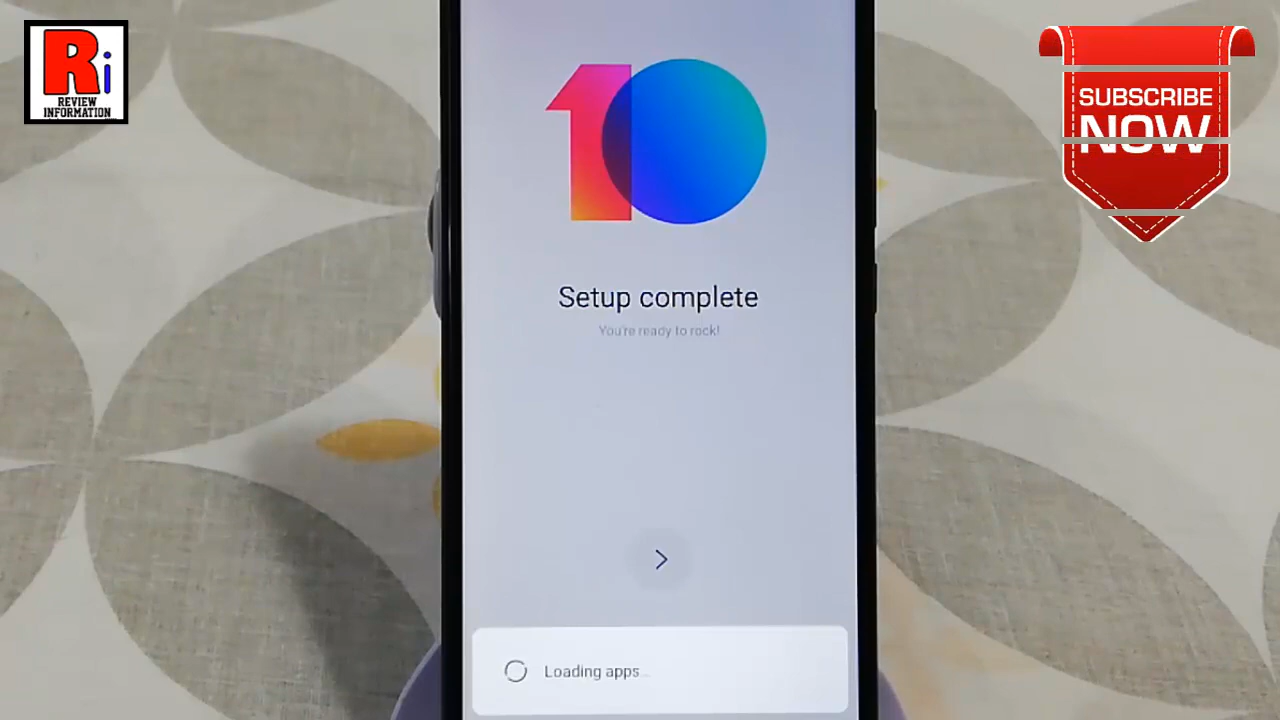 Ri
REVIEW
INFORMATION
SUBSCRIBE
NOW
10
Setup complete
You're ready to rock!
Loading apps...